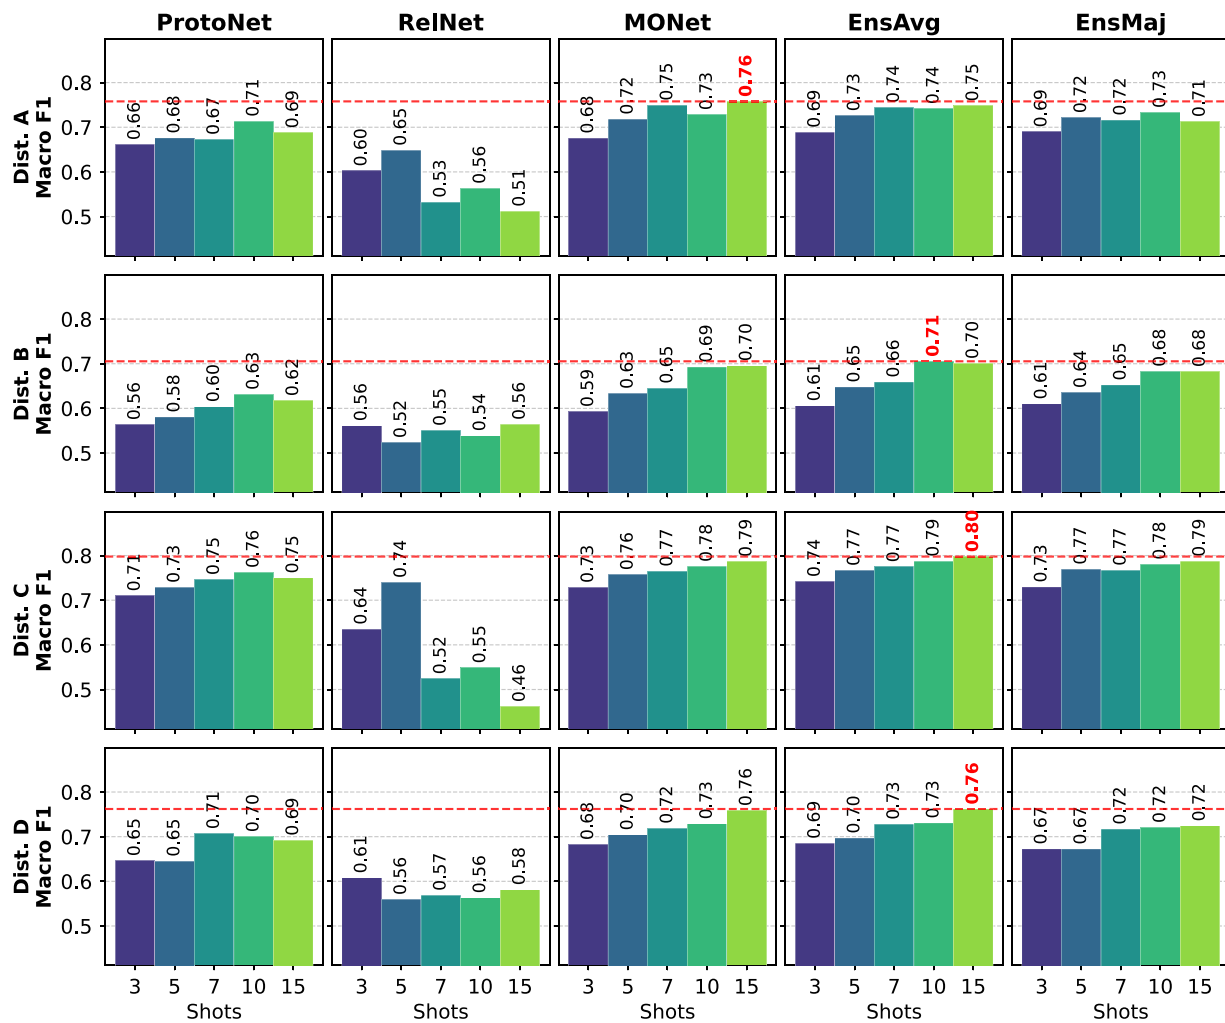 ProtoNet RelNet MONet EnsAvg EnsMaj
Dist. A
Macro F1
0.8
0.7
0.6
0.5
0.66 0.68 0.67 0.71 0.69
0.60 0.65 0.53 0.56 0.51
0.68 0.72 0.75 0.73 0.76
0.69 0.73 0.74 0.74 0.75
0.69 0.72 0.72 0.73 0.71
Dist. B
Macro F1
0.8
0.7
0.6
0.5
0.56 0.58 0.60 0.63 0.62
0.56 0.52 0.55 0.54 0.56
0.59 0.63 0.65 0.69 0.70
0.61 0.65 0.66 0.71 0.70
0.61 0.64 0.65 0.68 0.68
Dist. C
Macro F1
0.8
0.7
0.6
0.5
0.71 0.73 0.75 0.76 0.75
0.64 0.74 0.52 0.55 0.46
0.73 0.76 0.77 0.78 0.79
0.74 0.77 0.77 0.79 0.80
0.73 0.77 0.77 0.78 0.79
Dist. D
Macro F1
0.8
0.7
0.6
0.5
0.65 0.65 0.71 0.70 0.69
0.61 0.56 0.57 0.56 0.58
0.68 0.70 0.72 0.73 0.76
0.69 0.70 0.73 0.73 0.76
0.67 0.67 0.72 0.72 0.72
3 5 7 10 15 3 5 7 10 15 3 5 7 10 15 3 5 7 10 15 3 5 7 10 15
Shots Shots Shots Shots Shots